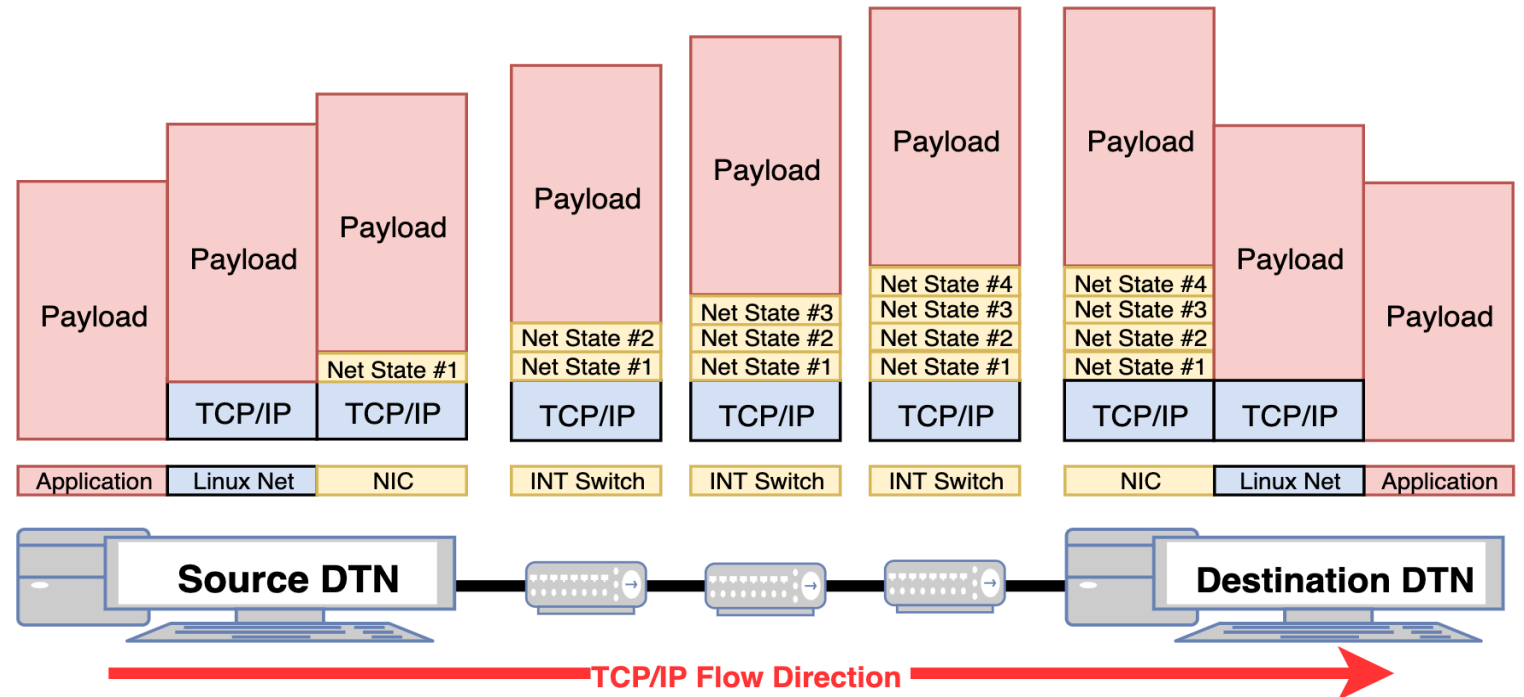 Payload
Payload
TCP/IP
Payload
Net State #1
TCP/IP
Payload
Net State #2
Net State #1
TCP/IP
Payload
Net State #3
Net State #2
Net State #1
TCP/IP
Payload
Net State #4
Net State #3
Net State #2
Net State #1
TCP/IP
Payload
Net State #4
Net State #3
Net State #2
Net State #1
TCP/IP
Payload
TCP/IP
Payload
Application
Linux Net
NIC
INT Switch
INT Switch
INT Switch
NIC
Linux Net
Application
Source DTN
Destination DTN
TCP/IP Flow Direction